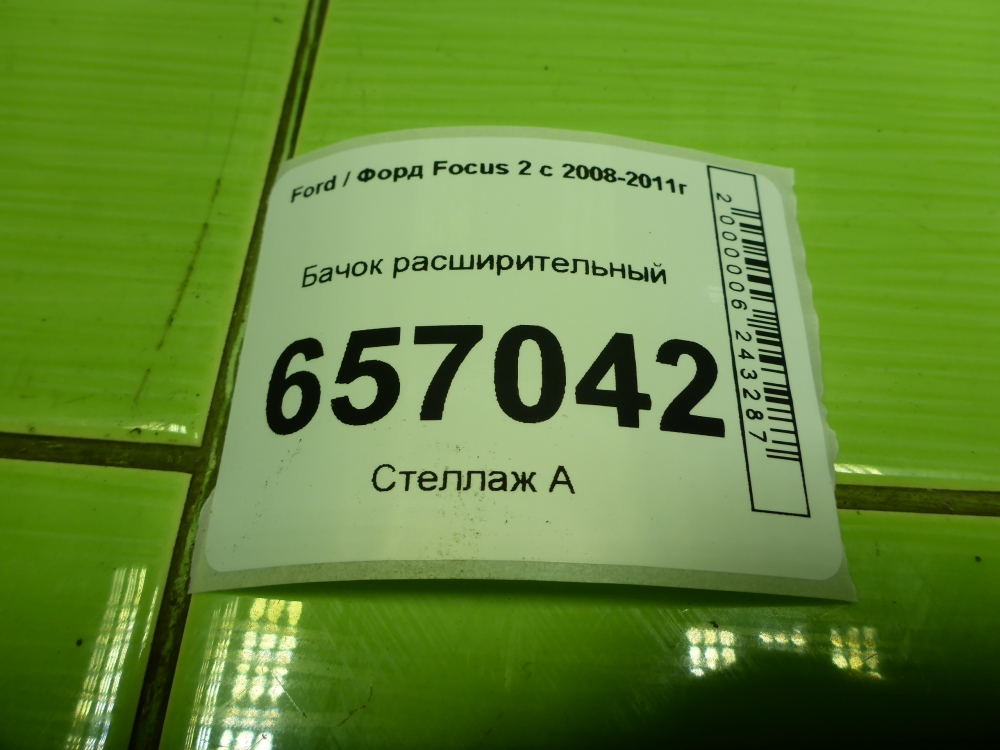 Ford / Форд Focus 2 с 2008-2011г
Бачок расширительный
657042
Стеллаж А
2000006243287